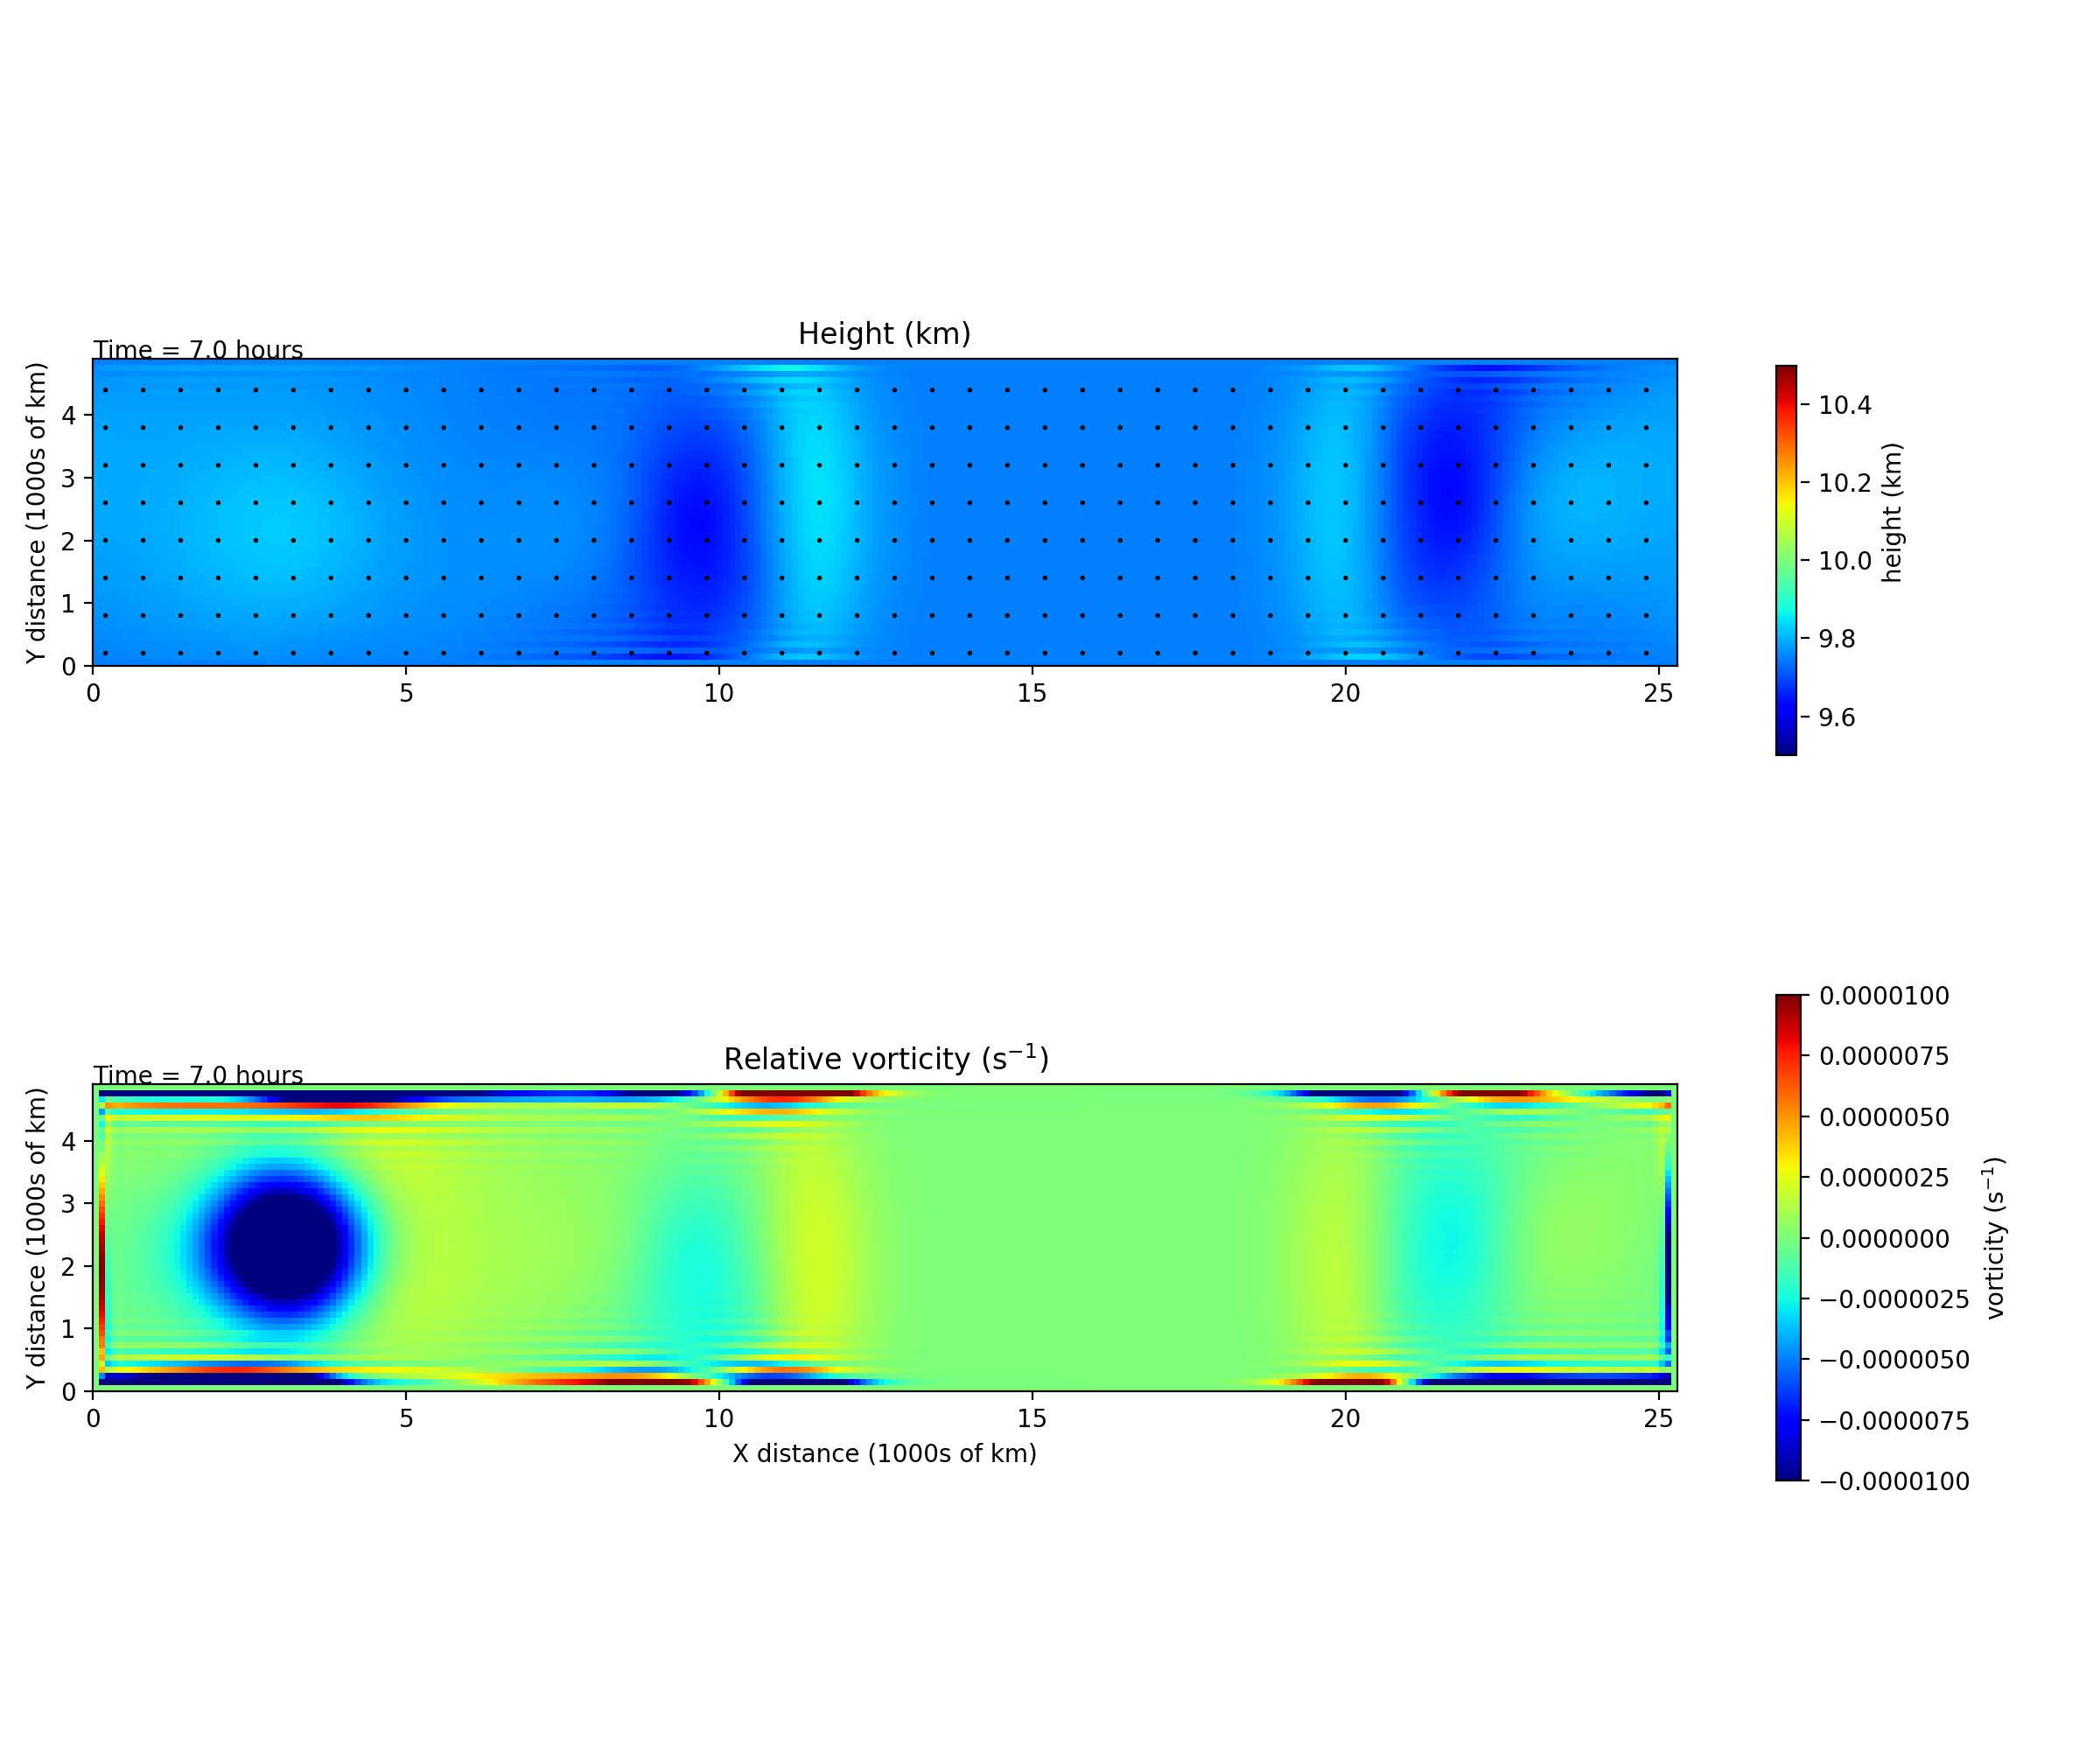 Height (km)
Time = 7.0 hours
Y distance (1000s of km)
4
3
2
1
0
0 5 10 15 20 25
10.4
10.2
10.0
9.8
9.6
height (km)
Relative vorticity (s⁻¹)
Time = 7.0 hours
Y distance (1000s of km)
4
3
2
1
0
0 5 10 15 20 25
X distance (1000s of km)
0.0000100
0.0000075
0.0000050
0.0000025
0.0000000
−0.0000025
−0.0000050
−0.0000075
−0.0000100
vorticity (s⁻¹)